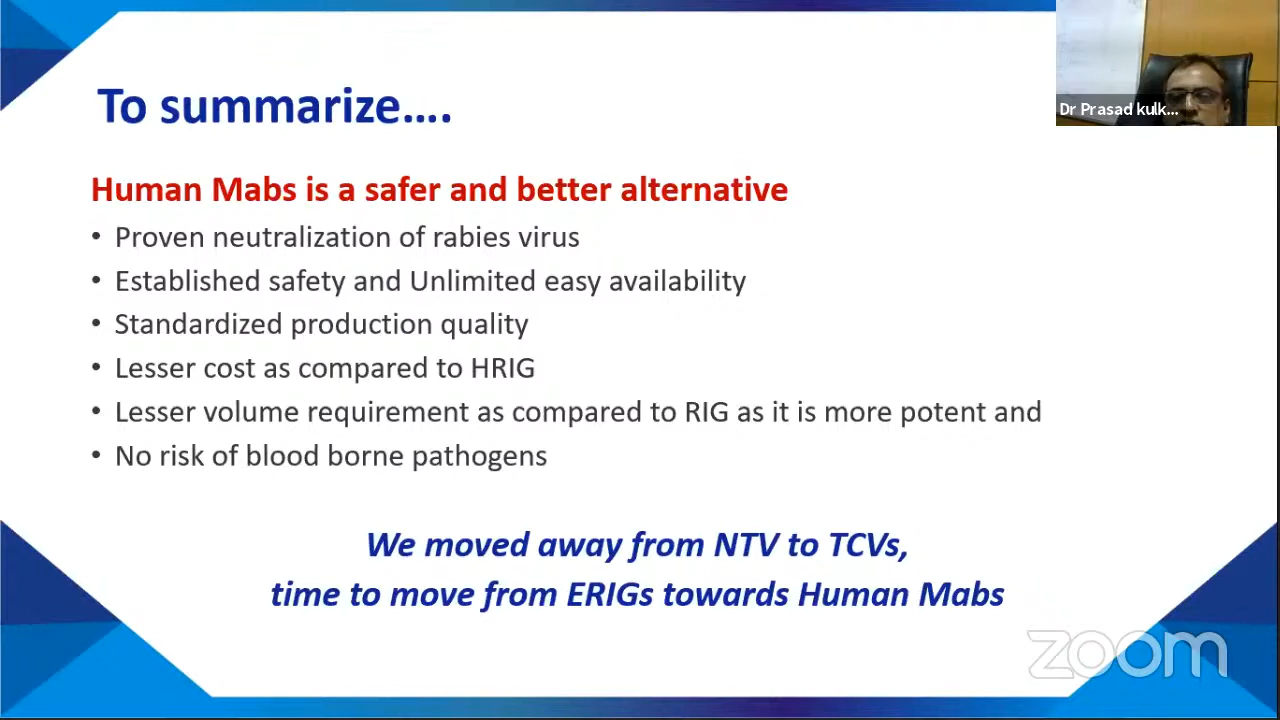 To summarize....
Dr Prasad kulk...
Human Mabs is a safer and better alternative
• Proven neutralization of rabies virus
• Established safety and Unlimited easy availability
• Standardized production quality
• Lesser cost as compared to HRIG
• Lesser volume requirement as compared to RIG as it is more potent and
• No risk of blood borne pathogens
We moved away from NTV to TCVs,
time to move from ERIGs towards Human Mabs
zoom